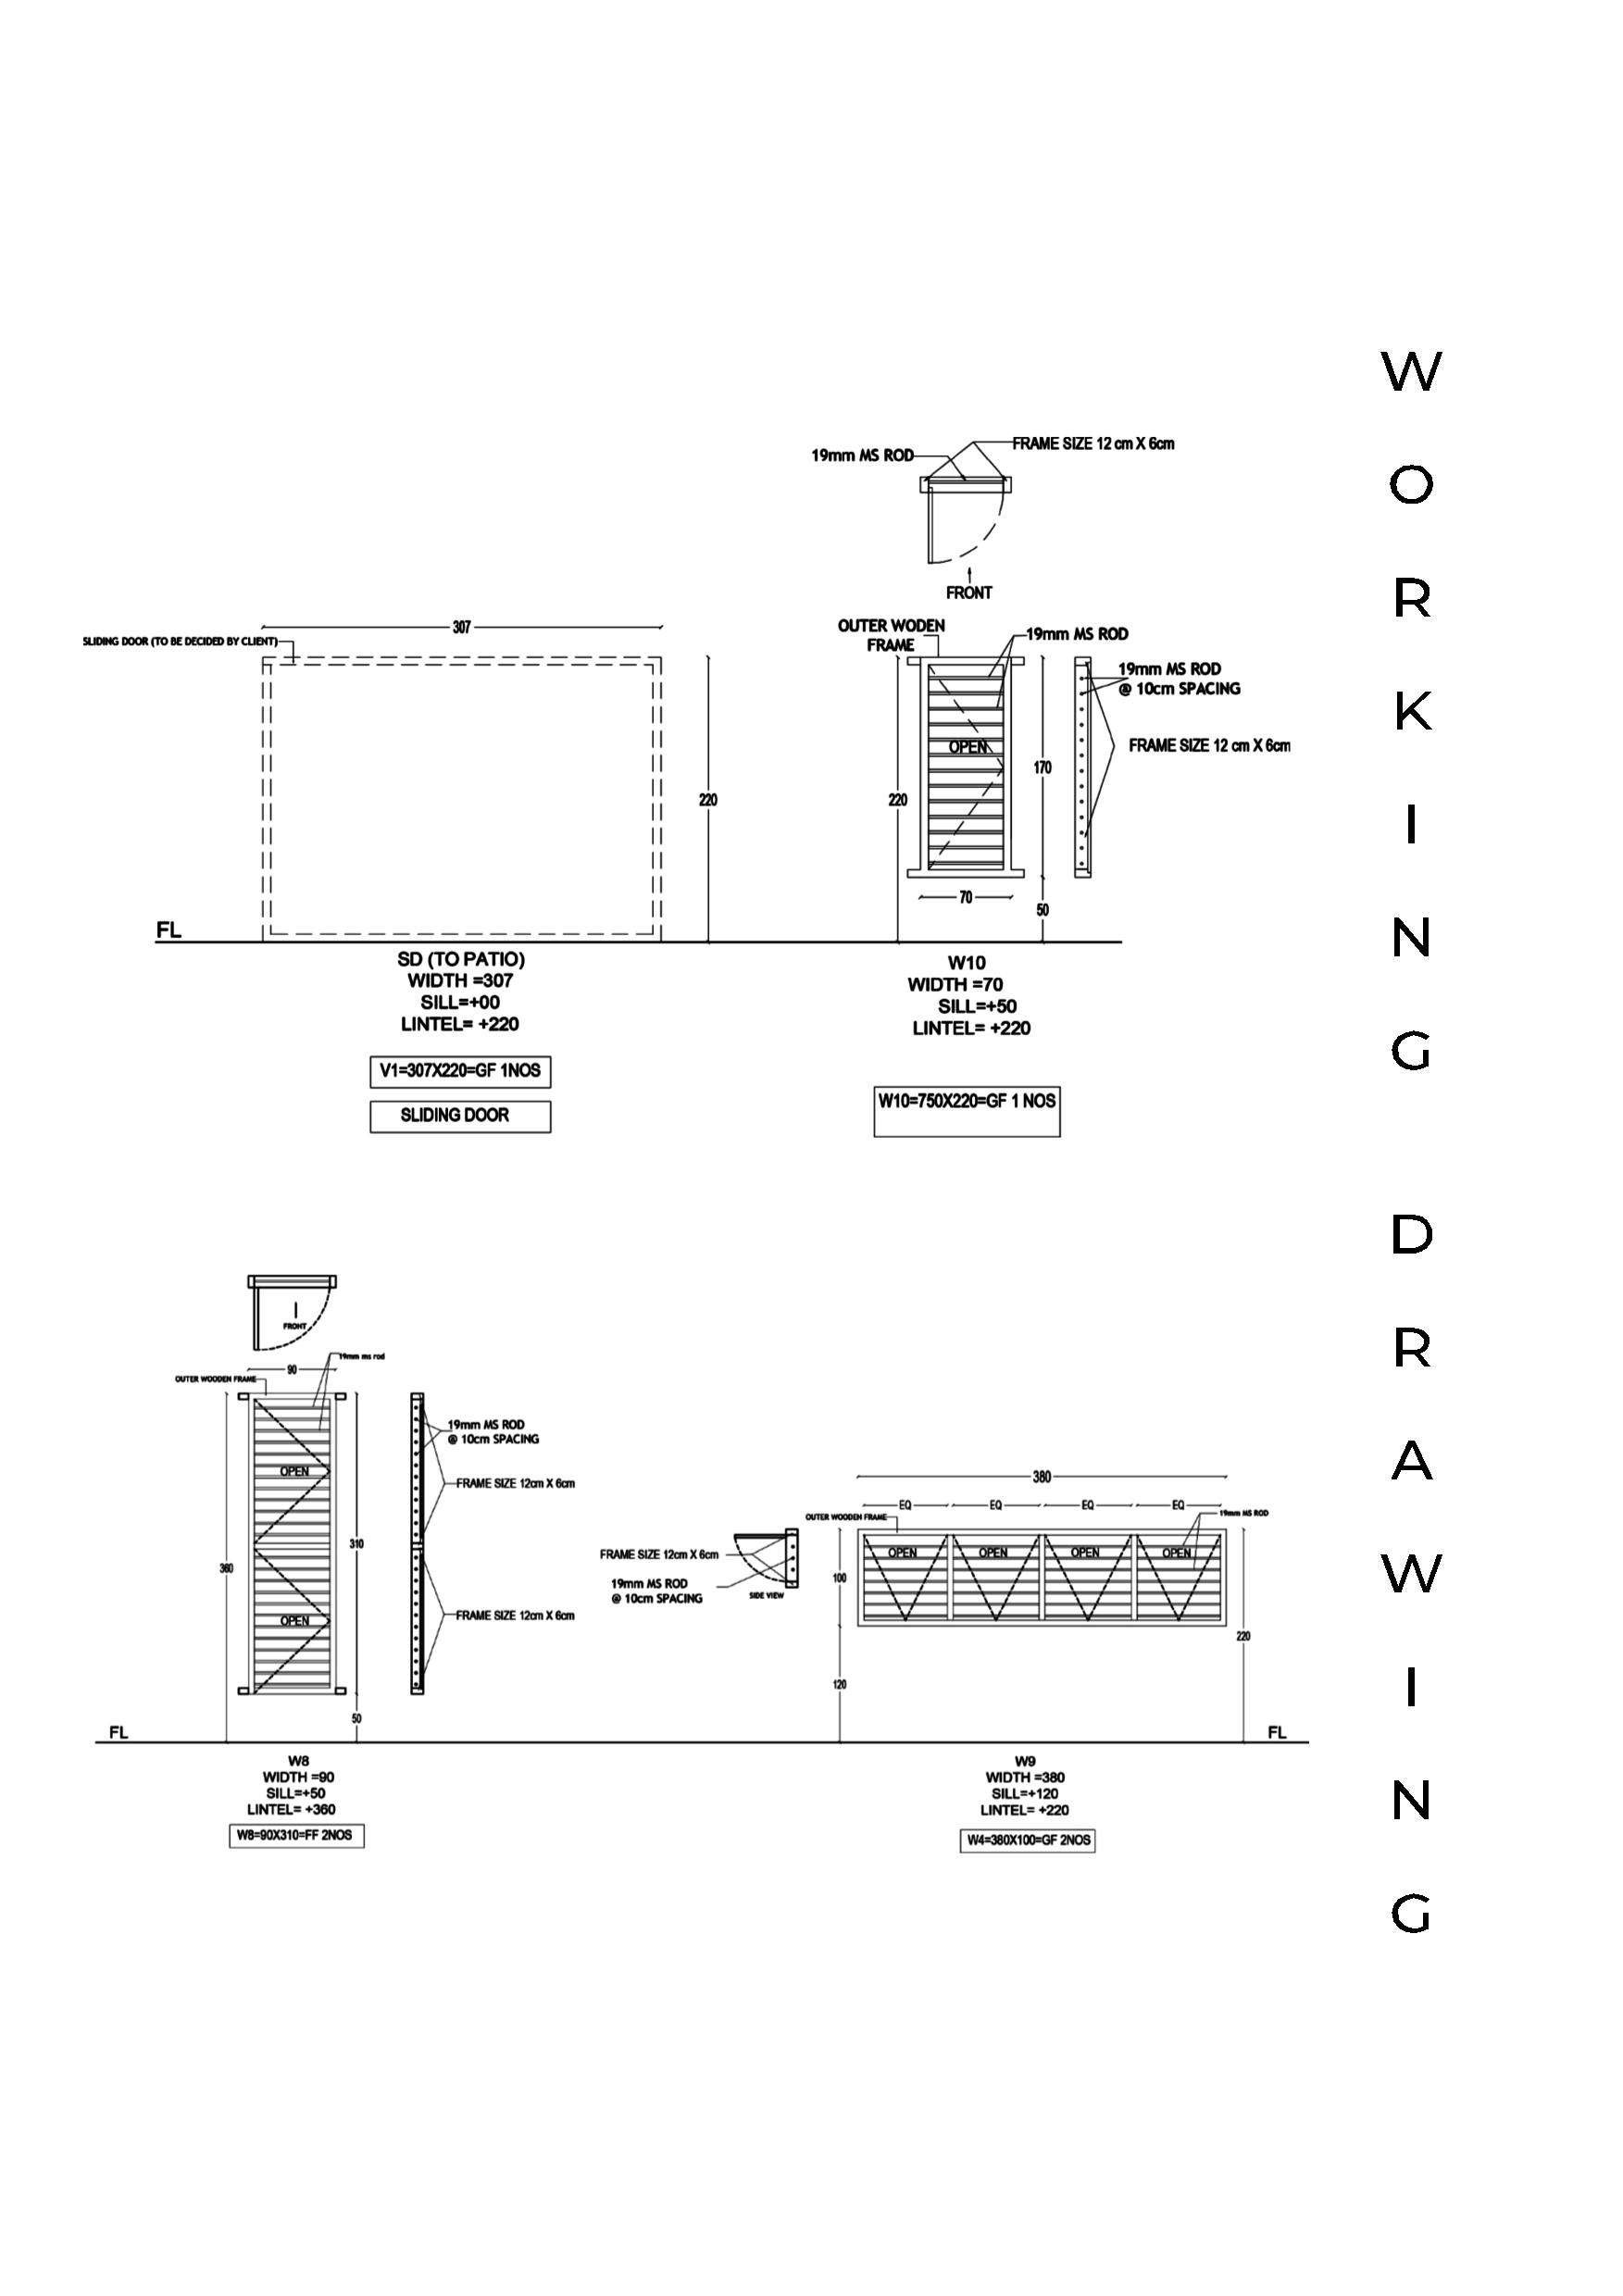 19mm MS ROD
FRAME SIZE 12 cm X 6cm
FRONT
307
SLIDING DOOR (TO BE DECIDED BY CLIENT)
220
OUTER WODEN
FRAME
19mm MS ROD
19mm MS ROD
@ 10cm SPACING
FRAME SIZE 12 cm X 6cm
OPEN
170
220
70
50
FL
SD (TO PATIO)
WIDTH =307
SILL=+00
LINTEL= +220
V1=307X220=GF 1NOS
SLIDING DOOR
W10
WIDTH =70
SILL=+50
LINTEL= +220
W10=750X220=GF 1 NOS
FRONT
19mm ms rod
90
OUTER WOODEN FRAME
19mm MS ROD
@ 10cm SPACING
OPEN
FRAME SIZE 12cm X 6cm
310
360
OPEN
FRAME SIZE 12cm X 6cm
50
FL
W8
WIDTH =90
SILL=+50
LINTEL= +360
W8=90X310=FF 2NOS
380
EQ
EQ
EQ
EQ
OUTER WOODEN FRAME
19mm MS ROD
OPEN
OPEN
OPEN
OPEN
FRAME SIZE 12cm X 6cm
19mm MS ROD
@ 10cm SPACING
SIDE VIEW
100
220
120
FL
W9
WIDTH =380
SILL=+120
LINTEL= +220
W4=380X100=GF 2NOS
WORKING DRAWING